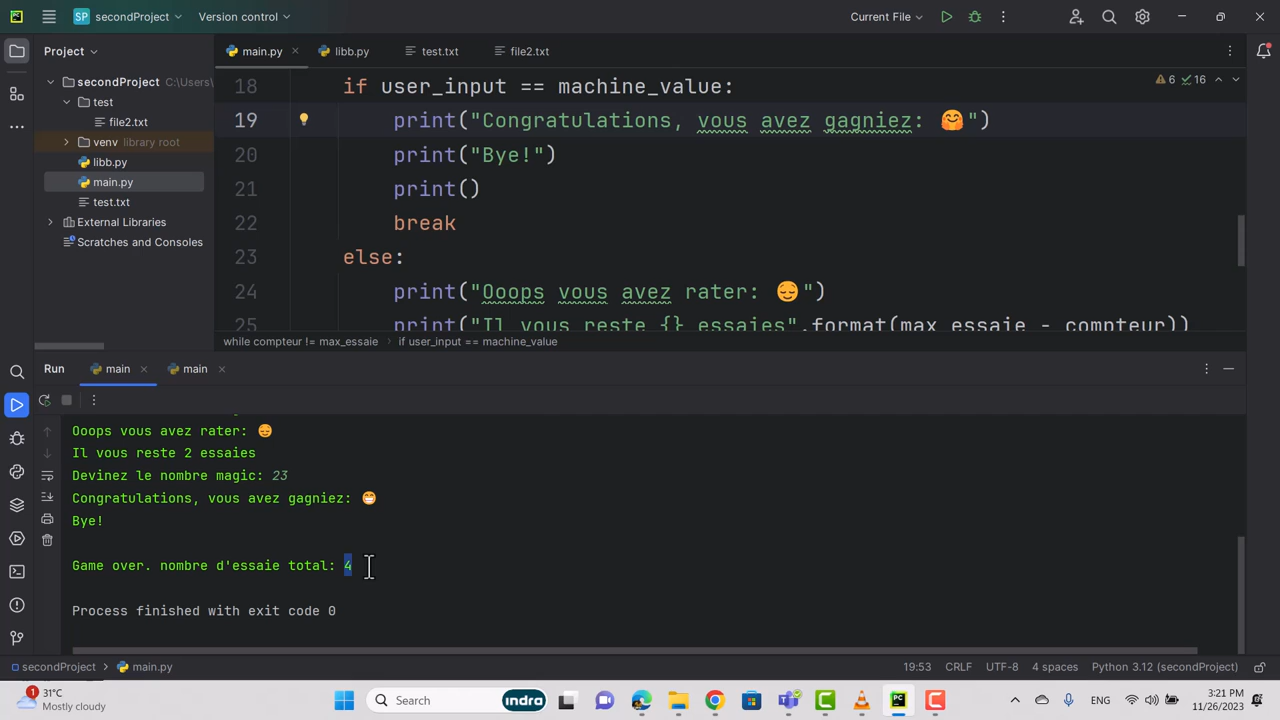 SP secondProject Version control Current File
Project
main.py libb.py test.txt file2.txt
secondProject C:\Users\
test
file2.txt
venv library root
libb.py
main.py
test.txt
External Libraries
Scratches and Consoles
18 if user_input == machine_value: 6 16
19 print("Congratulations, vous avez gagniez: 🤗")
20 print("Bye!")
21 print()
22 break
23 else:
24 print("Ooops vous avez rater: 😔")
25 print("Il vous reste {} essaies".format(max_essaie - compteur))
while compteur != max_essaie if user_input == machine_value
Run main main
Ooops vous avez rater: 😔
Il vous reste 2 essaies
Devinez le nombre magic: 23
Congratulations, vous avez gagniez: 😁
Bye!
Game over. nombre d'essaie total: 4
Process finished with exit code 0
secondProject main.py 19:53 CRLF UTF-8 4 spaces Python 3.12 (secondProject)
1 31°C
Mostly cloudy
Search indra
PC
ENG
3:21 PM
11/26/2023